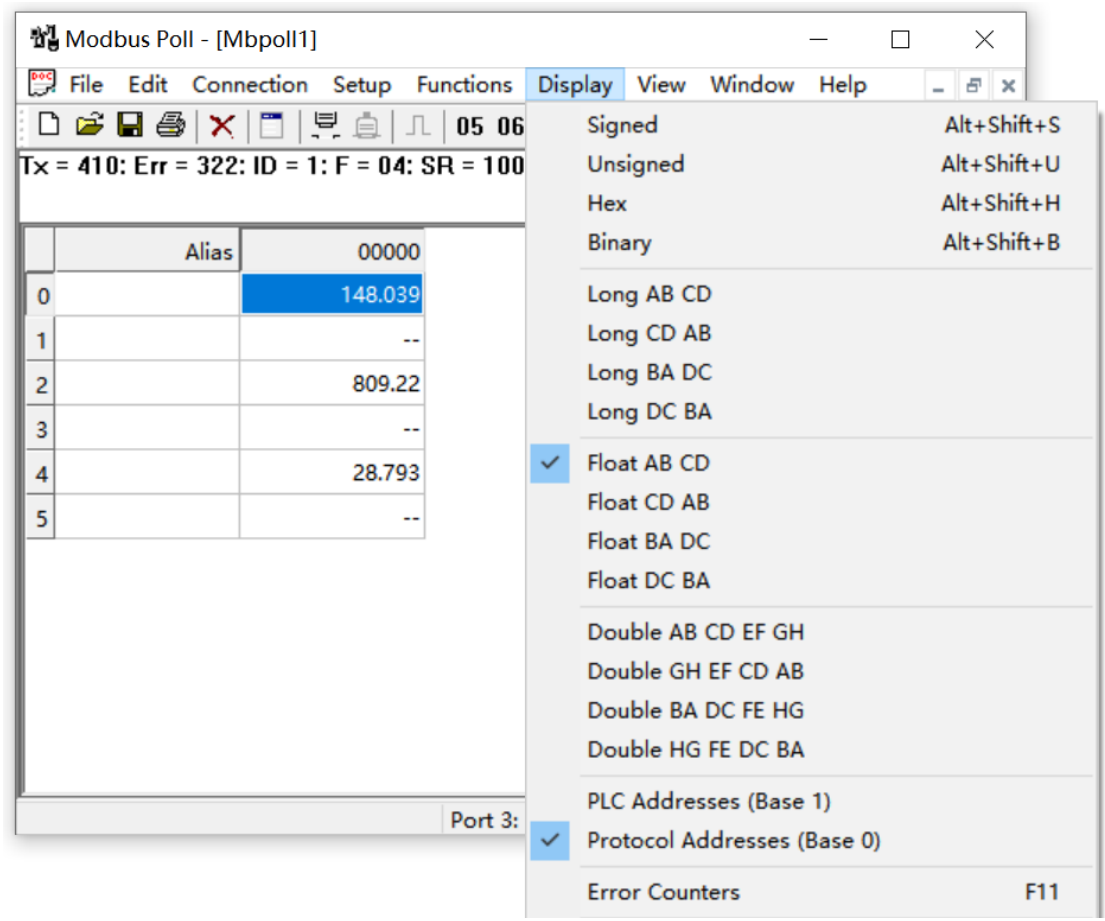 Modbus Poll - [Mbpoll1]
File Edit Connection Setup Functions Display View Window Help
05 06
Tx = 410: Err = 322: ID = 1: F = 04: SR = 100
Alias 00000
0 148.039
1 --
2 809.22
3 --
4 28.793
5 --
Port 3:
Signed Alt+Shift+S
Unsigned Alt+Shift+U
Hex Alt+Shift+H
Binary Alt+Shift+B
Long AB CD
Long CD AB
Long BA DC
Long DC BA
Float AB CD
Float CD AB
Float BA DC
Float DC BA
Double AB CD EF GH
Double GH EF CD AB
Double BA DC FE HG
Double HG FE DC BA
PLC Addresses (Base 1)
Protocol Addresses (Base 0)
Error Counters F11